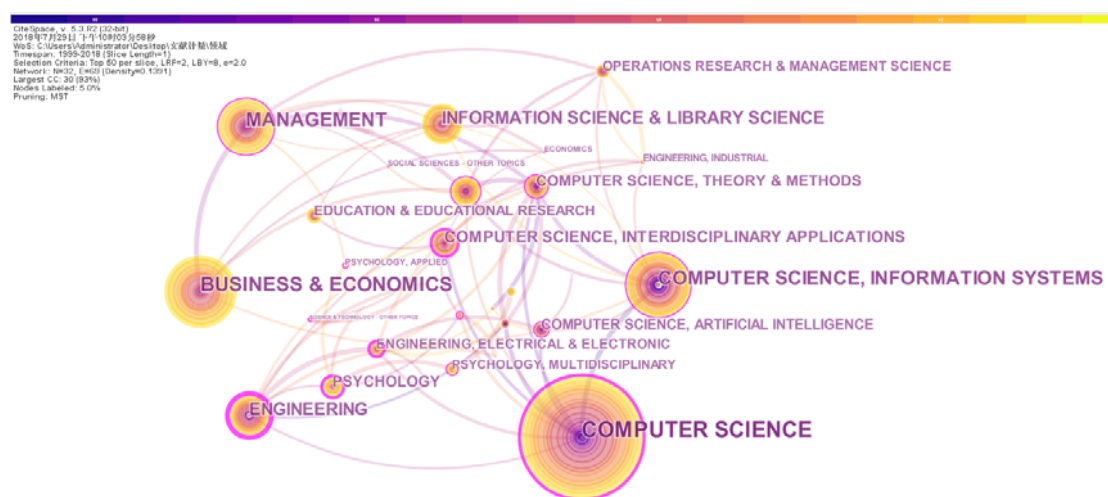 CiteSpace, v. 5.3 R2 (32-bit)
2018年7月29日 下午10时03分58秒
WoS: C:\Users\Administrator\Desktop\文献计量\领域
Timespan: 1999-2018 (Slice Length=1)
Selection Criteria: Top 50 per slice, LRF=2, LBY=8, e=2.0
Network: N=32, E=69 (Density=0.1391)
Largest CC: 30 (93%)
Nodes Labeled: 5.0%
Pruning: MST
OPERATIONS RESEARCH & MANAGEMENT SCIENCE
MANAGEMENT
INFORMATION SCIENCE & LIBRARY SCIENCE
ECONOMICS
SOCIAL SCIENCES - OTHER TOPICS
ENGINEERING, INDUSTRIAL
COMPUTER SCIENCE, THEORY & METHODS
EDUCATION & EDUCATIONAL RESEARCH
COMPUTER SCIENCE, INTERDISCIPLINARY APPLICATIONS
PSYCHOLOGY, APPLIED
BUSINESS & ECONOMICS
COMPUTER SCIENCE, INFORMATION SYSTEMS
SCIENCE & TECHNOLOGY - OTHER TOPICS
COMPUTER SCIENCE, ARTIFICIAL INTELLIGENCE
ENGINEERING, ELECTRICAL & ELECTRONIC
PSYCHOLOGY, MULTIDISCIPLINARY
PSYCHOLOGY
ENGINEERING
COMPUTER SCIENCE